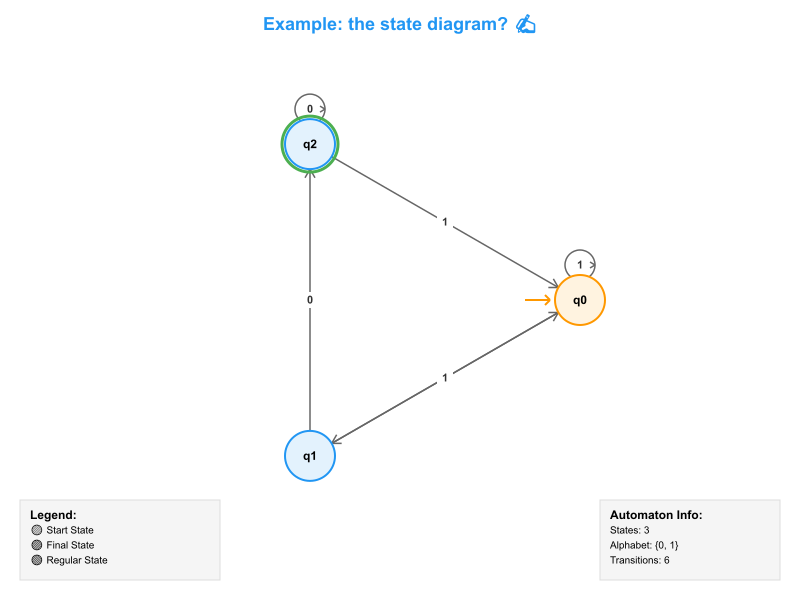 Example: the state diagram? ✍
0
q2
1
1
q0
0
1
q1
Legend:
Start State
Final State
Regular State
Automaton Info:
States: 3
Alphabet: {0, 1}
Transitions: 6